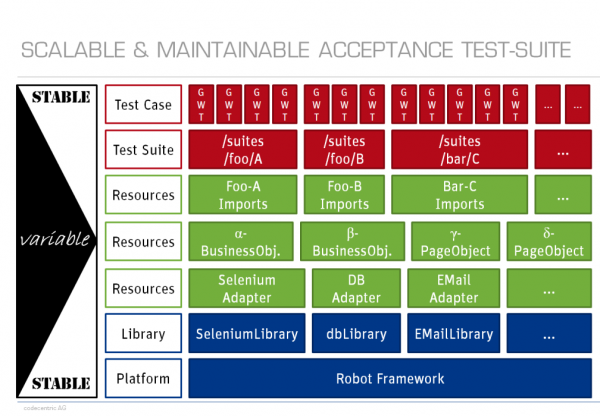 SCALABLE & MAINTAINABLE ACCEPTANCE TEST-SUITE
STABLE
variable
STABLE
Test Case
G W T
G W T
G W T
G W T
G W T
G W T
G W T
G W T
G W T
G W T
G W T
G W T
...
...
Test Suite
/suites
/foo/A
/suites
/foo/B
/suites
/bar/C
...
Resources
Foo-A
Imports
Foo-B
Imports
Bar-C
Imports
...
Resources
α-
BusinessObj.
β-
BusinessObj.
γ-
PageObject
δ-
PageObject
Resources
Selenium
Adapter
DB
Adapter
EMail
Adapter
...
Library
SeleniumLibrary
dbLibrary
EMailLibrary
...
Platform
Robot Framework
codecentric AG